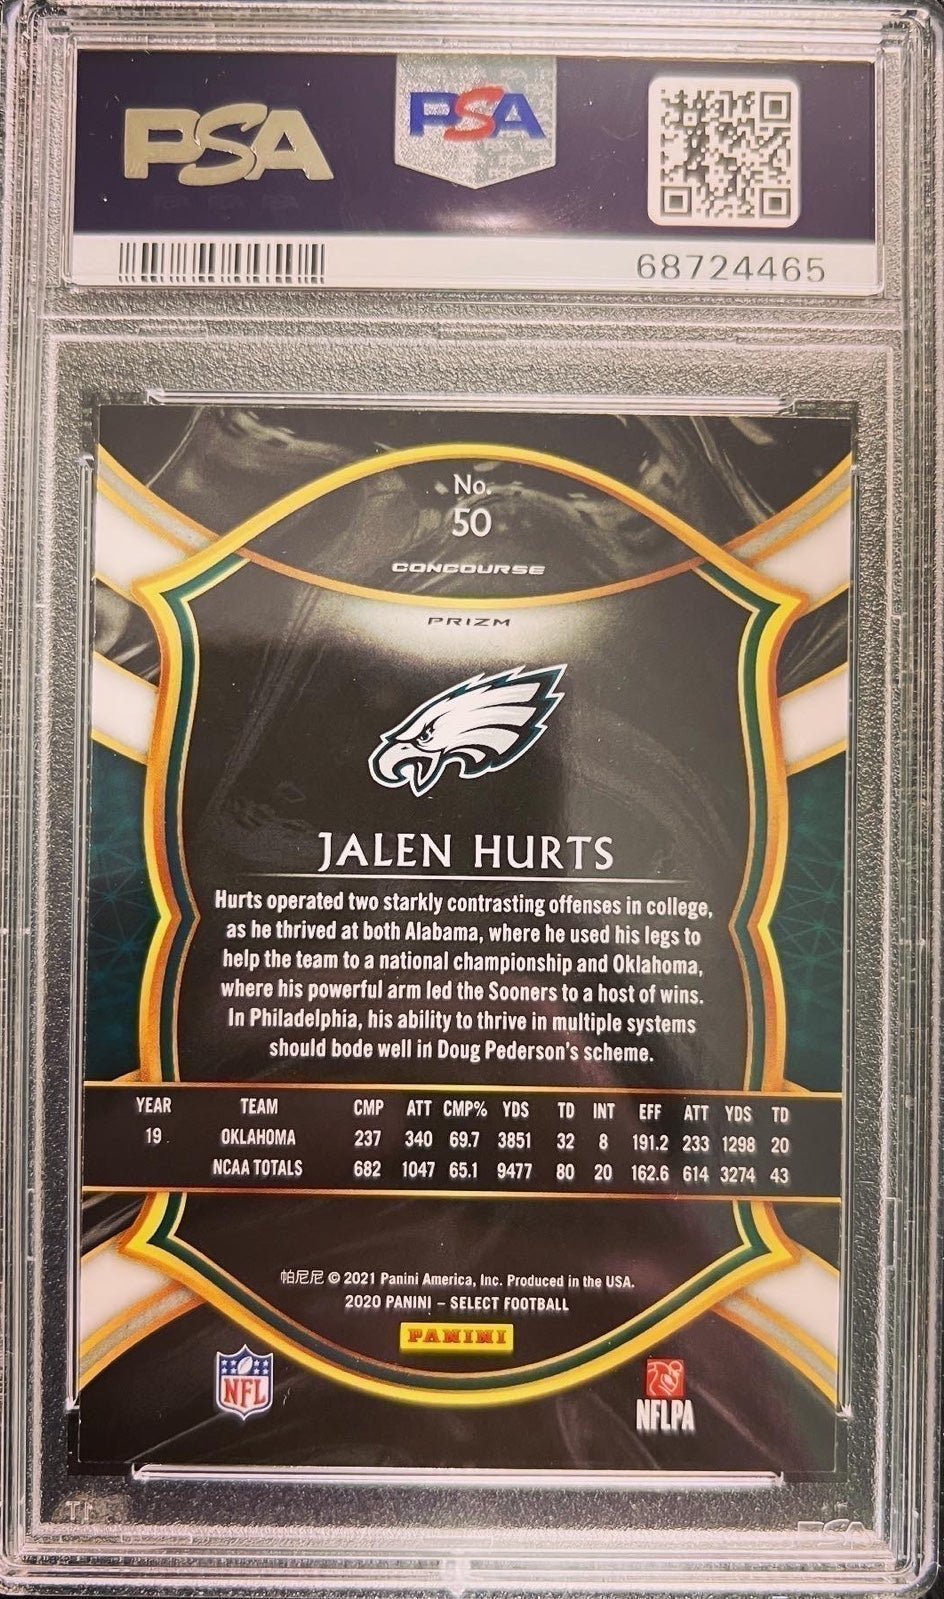 PSA
PSA
68724465
No.
50
CONCOURSE
PRIZM
JALEN HURTS
Hurts operated two starkly contrasting offenses in college,
as he thrived at both Alabama, where he used his legs to
help the team to a national championship and Oklahoma,
where his powerful arm led the Sooners to a host of wins.
In Philadelphia, his ability to thrive in multiple systems
should bode well in Doug Pederson's scheme.
YEAR TEAM CMP ATT CMP% YDS TD INT EFF ATT YDS TD
19 OKLAHOMA 237 340 69.7 3851 32 8 191.2 233 1298 20
NCAA TOTALS 682 1047 65.1 9477 80 20 162.6 614 3274 43
帕尼尼 © 2021 Panini America, Inc. Produced in the USA.
2020 PANINI – SELECT FOOTBALL
PANINI
NFL
NFLPA
PSA